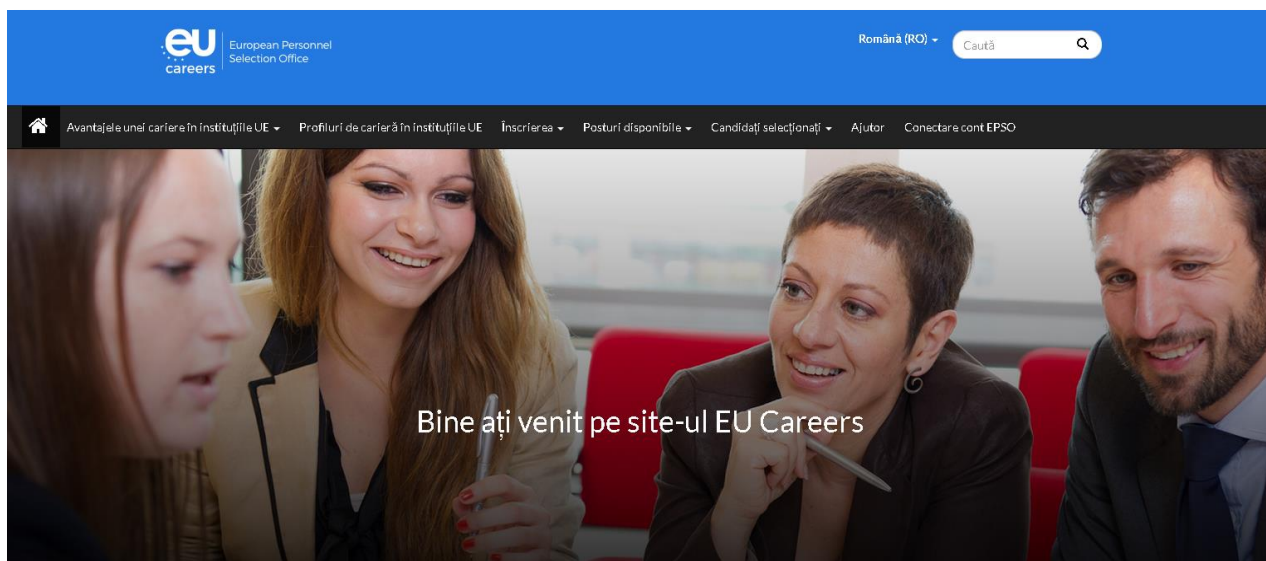 eu
careers
European Personnel
Selection Office
Română (RO)
Caută
Avantajele unei cariere în instituțiile UE Profiluri de carieră în instituțiile UE Înscrierea Posturi disponibile Candidați selecționați Ajutor Conectare cont EPSO
Bine ați venit pe site-ul EU Careers